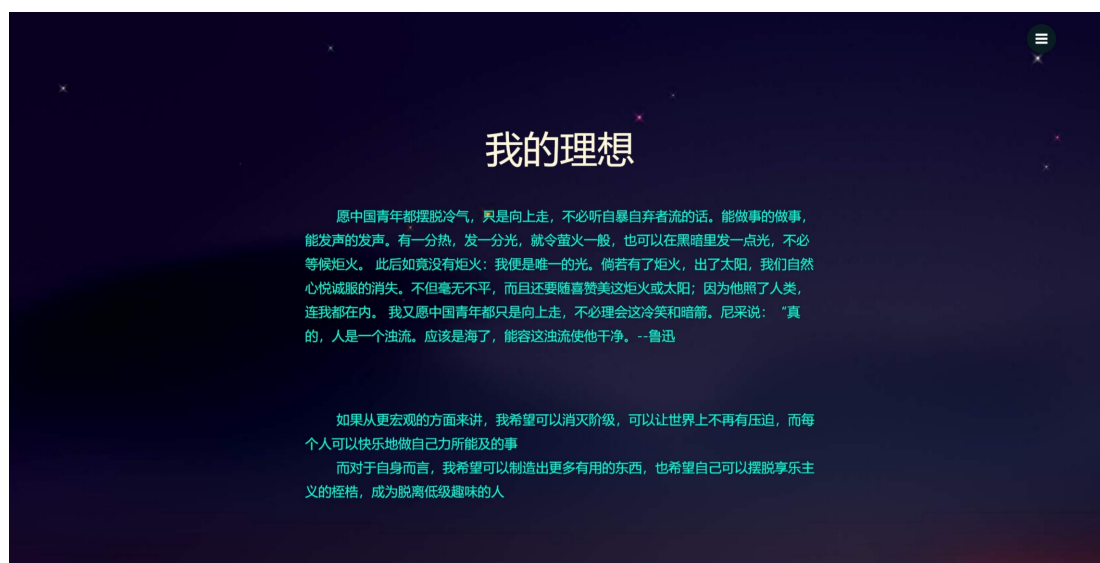 我的理想
愿中国青年都摆脱冷气，只是向上走，不必听自暴自弃者流的话。能做事的做事，
能发声的发声。有一分热，发一分光，就令萤火一般，也可以在黑暗里发一点光，不必
等候炬火。 此后如竟没有炬火：我便是唯一的光。倘若有了炬火，出了太阳，我们自然
心悦诚服的消失。不但毫无不平，而且还要随喜赞美这炬火或太阳；因为他照了人类，
连我都在内。 我又愿中国青年都只是向上走，不必理会这冷笑和暗箭。尼采说： “真
的，人是一个浊流。应该是海了，能容这浊流使他干净。--鲁迅
如果从更宏观的方面来讲，我希望可以消灭阶级，可以让世界上不再有压迫，而每
个人可以快乐地做自己力所能及的事
而对于自身而言，我希望可以制造出更多有用的东西，也希望自己可以摆脱享乐主
义的桎梏，成为脱离低级趣味的人